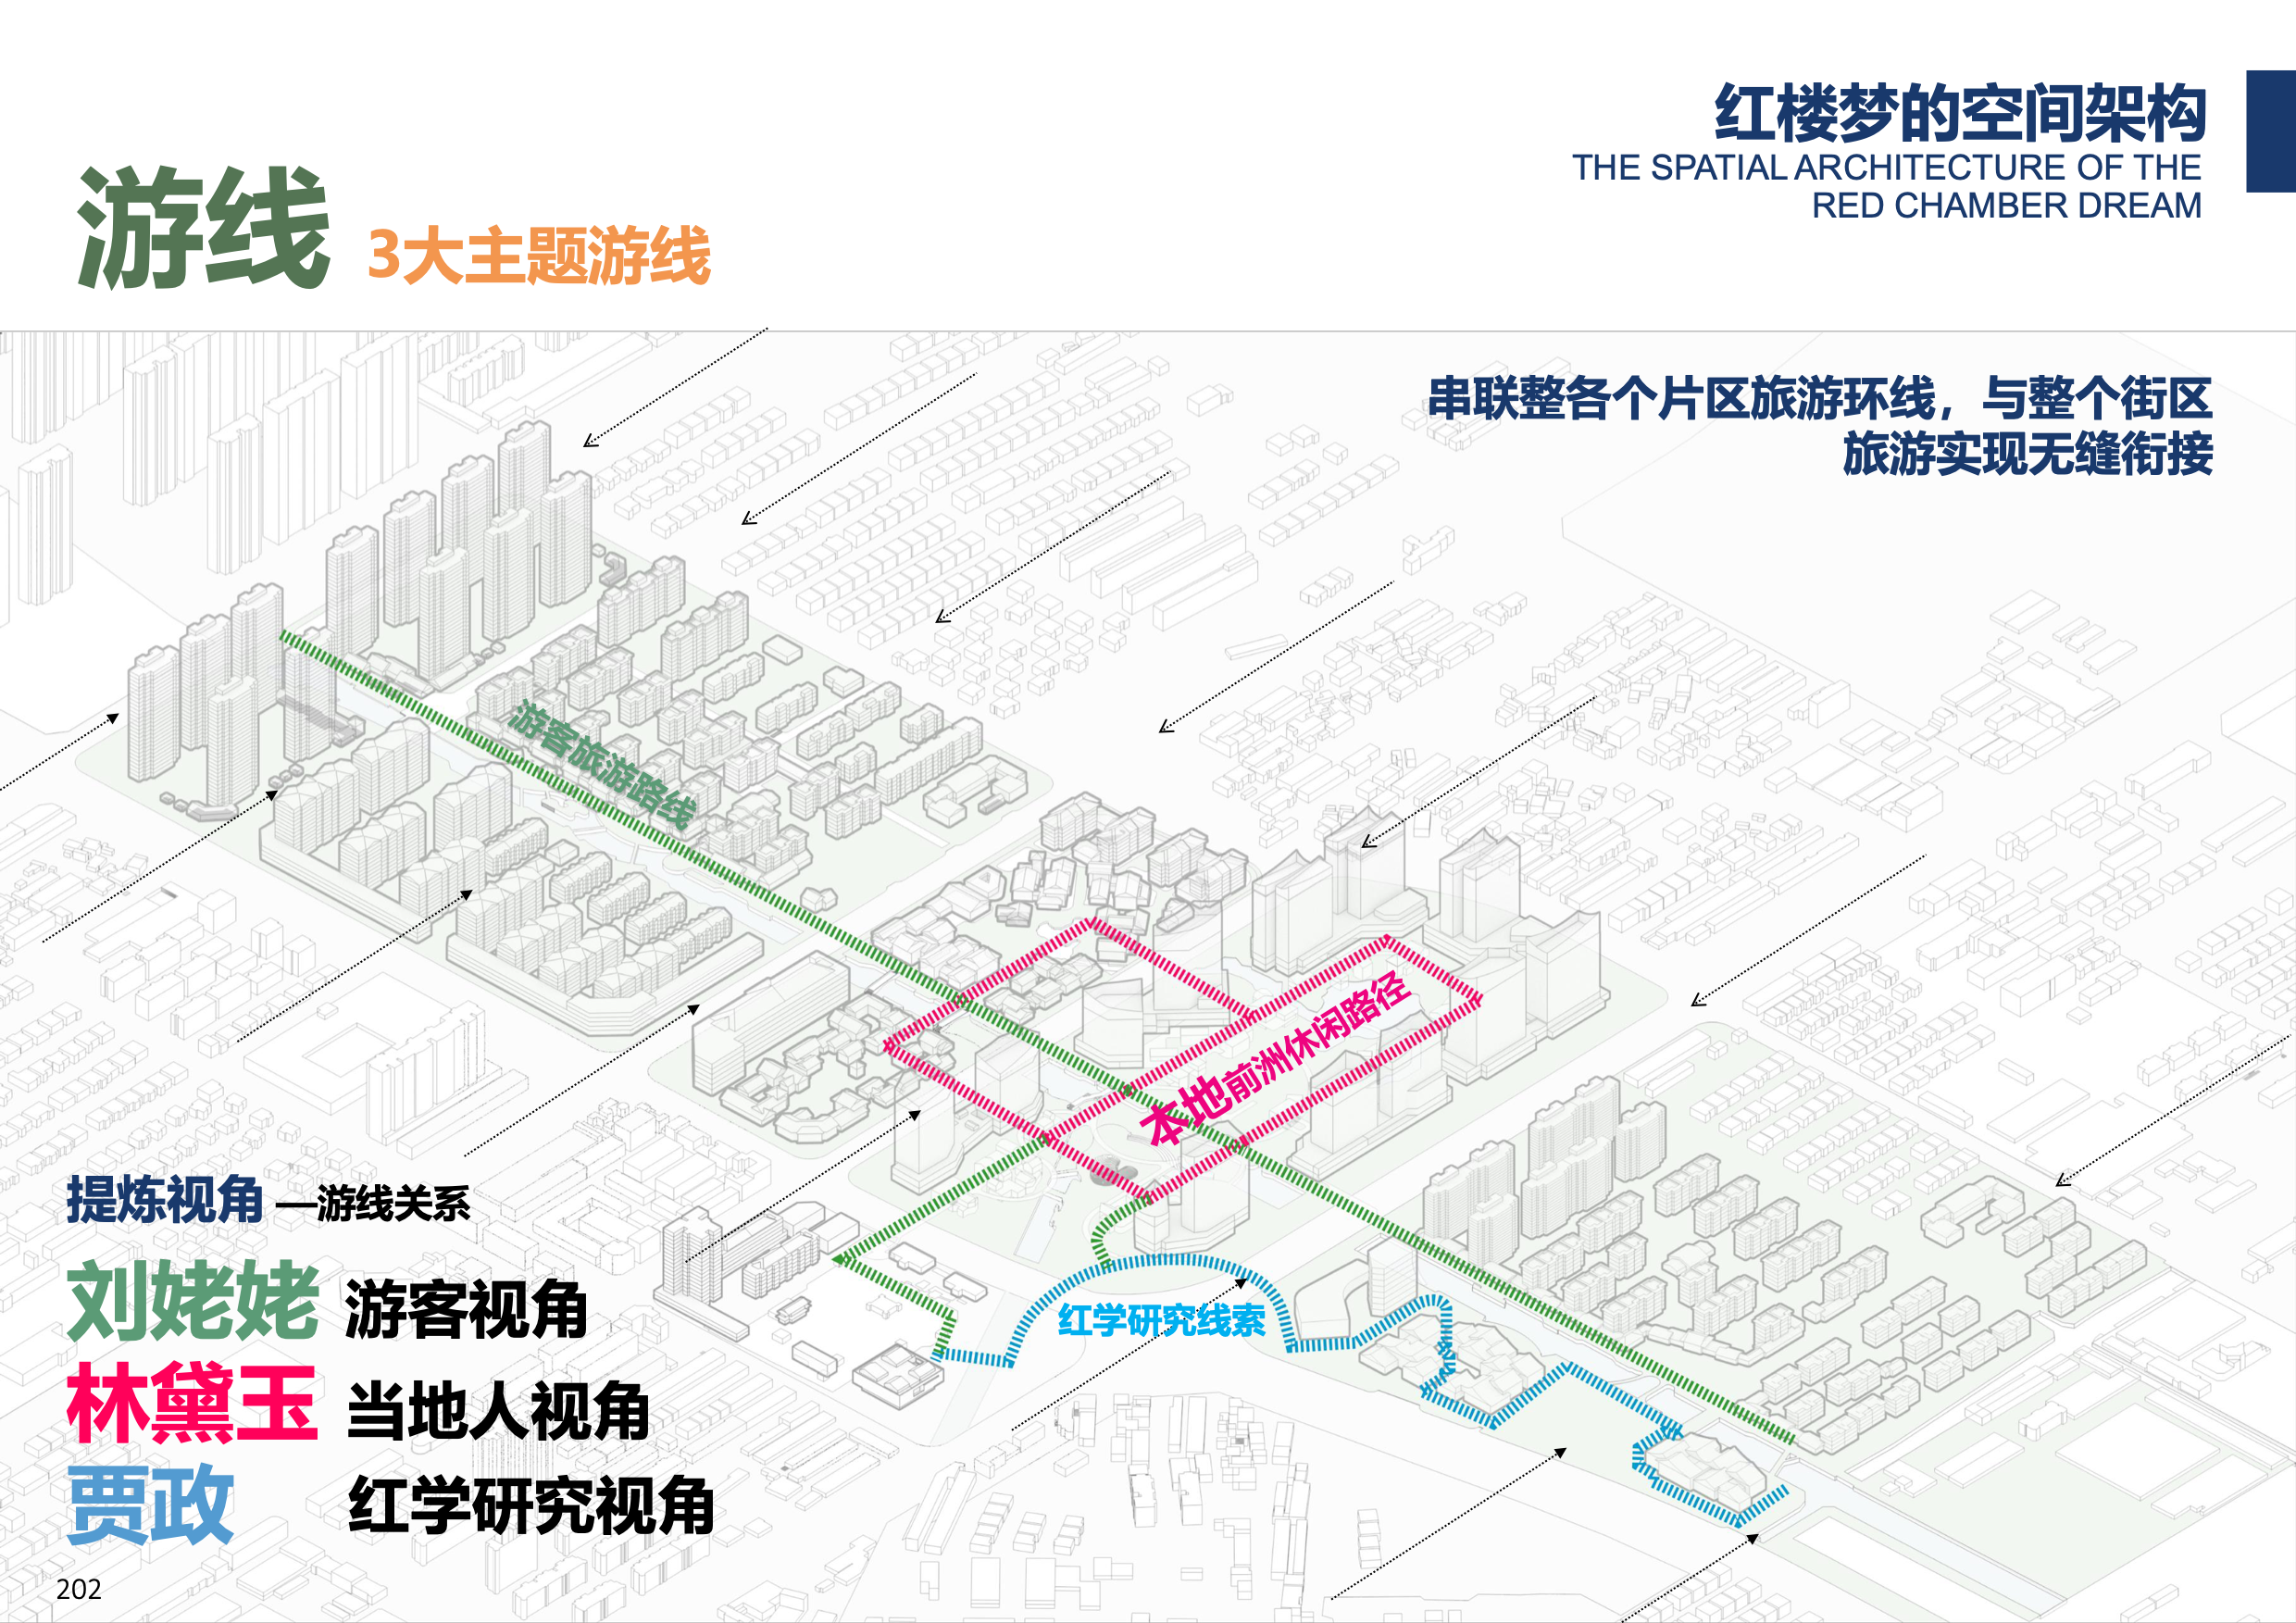 红楼梦的空间架构
THE SPATIAL ARCHITECTURE OF THE
RED CHAMBER DREAM
游线 3大主题游线
串联整各个片区旅游环线，与整个街区
旅游实现无缝衔接
游客旅游路线
本地前洲休闲路径
红学研究线索
提炼视角 —游线关系
刘姥姥 游客视角
林黛玉 当地人视角
贾政 红学研究视角
202